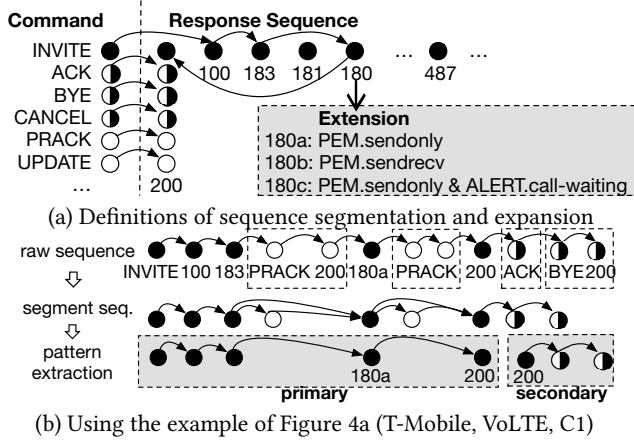 Command Response Sequence
INVITE ... ...
100 183 181 180 487
ACK
BYE
CANCEL
PRACK
UPDATE
... 200
Extension
180a: PEM.sendonly
180b: PEM.sendrecv
180c: PEM.sendonly & ALERT.call-waiting
(a) Definitions of sequence segmentation and expansion
raw sequence
INVITE 100 183 PRACK 200 180a PRACK 200 ACK BYE 200
segment seq.
pattern
extraction
180a 200 200
primary secondary
(b) Using the example of Figure 4a (T-Mobile, VoLTE, C1)